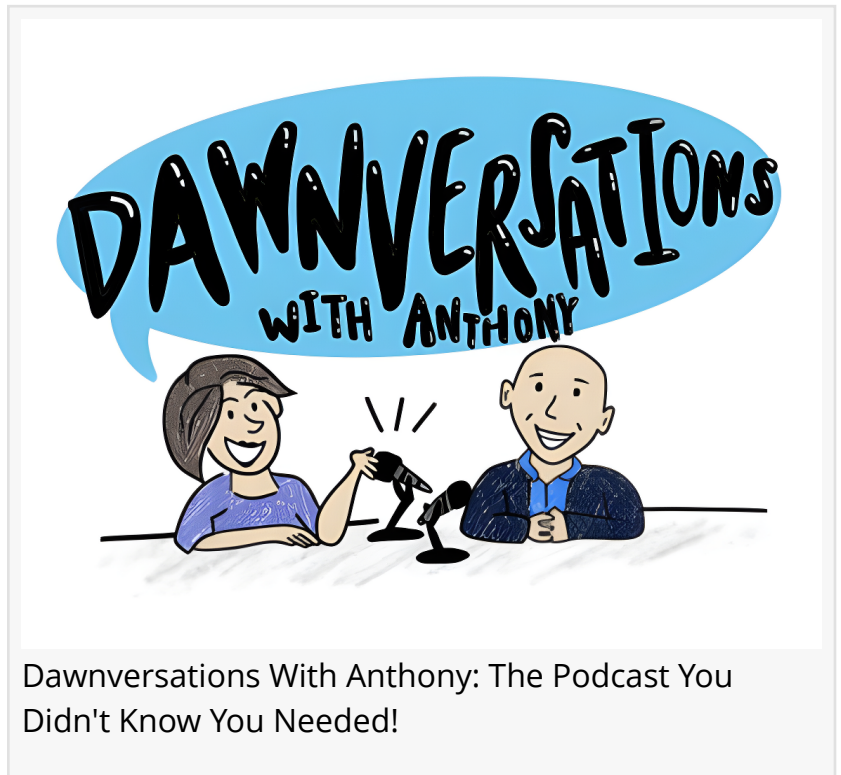 DAWNVERSATIONS
WITH ANTHONY
Dawnversations With Anthony: The Podcast You
Didn't Know You Needed!